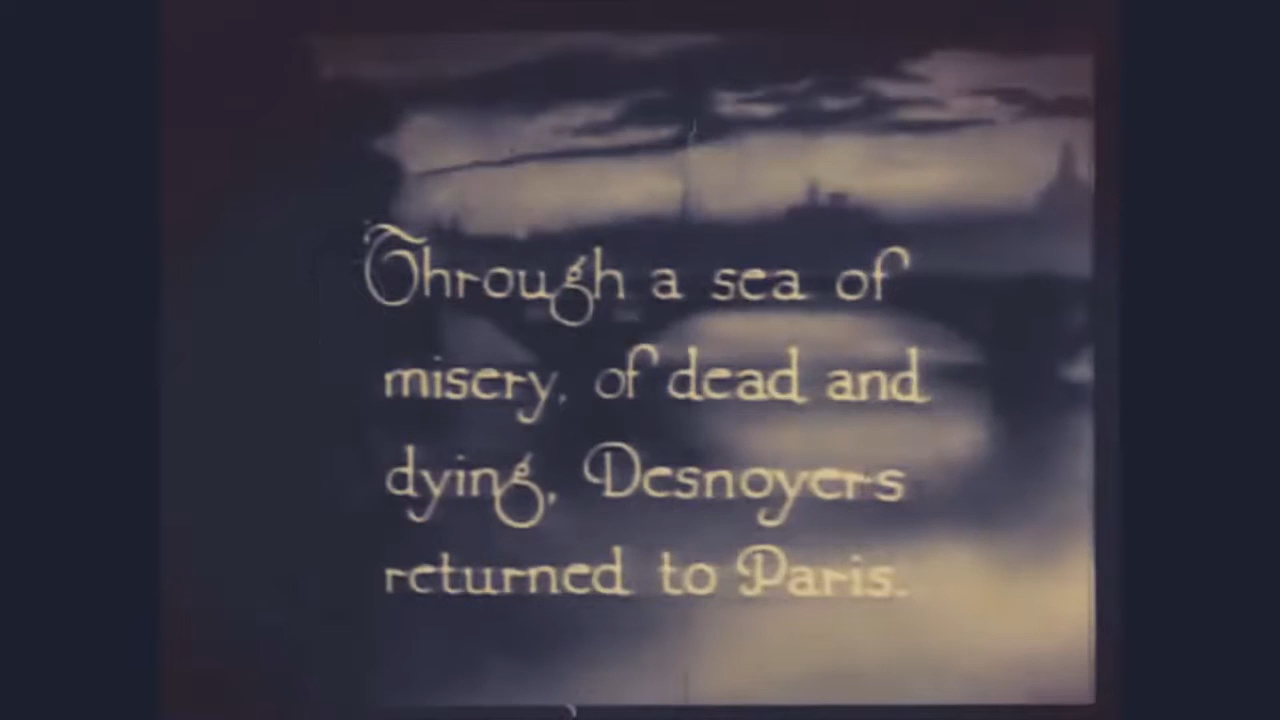 Through a sea of
misery, of dead and
dying, Desnoyers
returned to Paris.